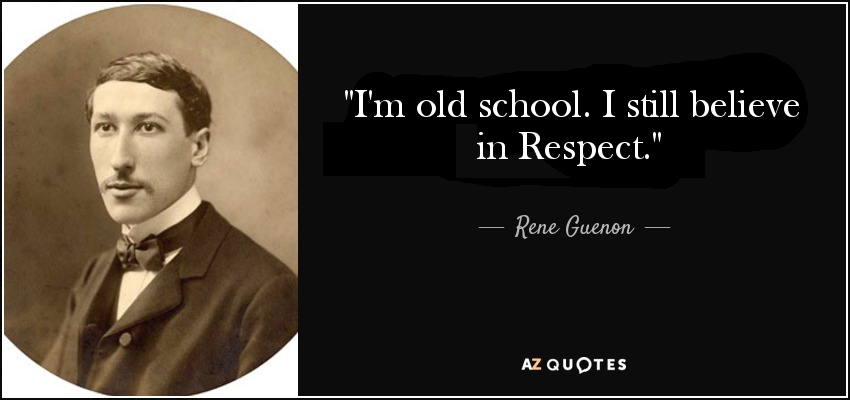 "I'm old school. I still believe
in Respect."
— Rene Guenon —
AZ QUOTES